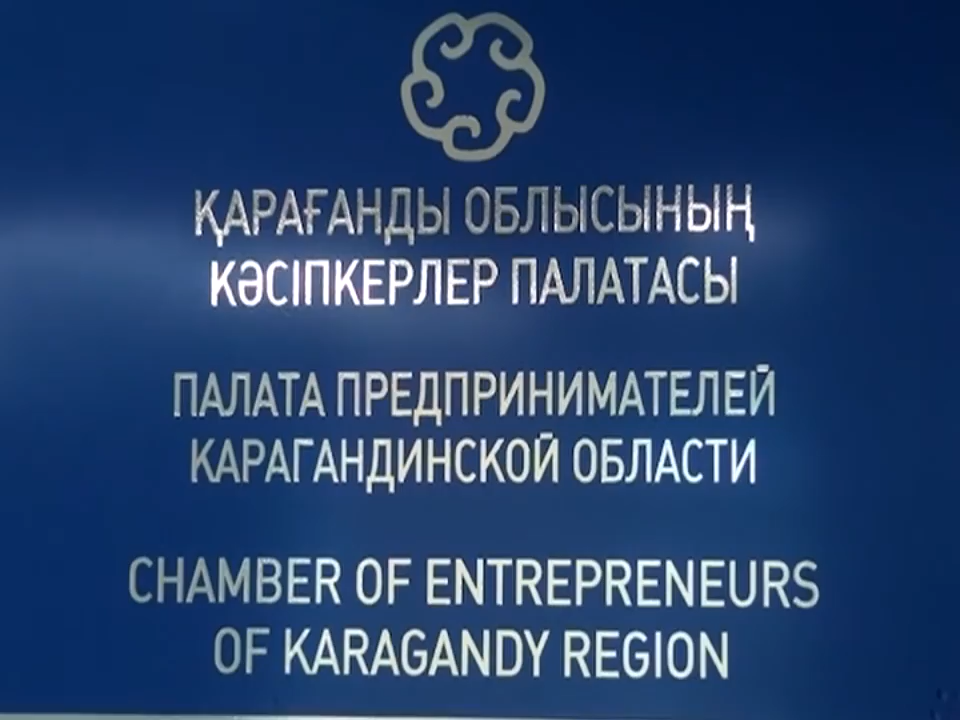 ҚАРАҒАНДЫ ОБЛЫСЫНЫҢ
КӘСІПКЕРЛЕР ПАЛАТАСЫ
ПАЛАТА ПРЕДПРИНИМАТЕЛЕЙ
КАРАГАНДИНСКОЙ ОБЛАСТИ
CHAMBER OF ENTREPRENEURS
OF KARAGANDY REGION